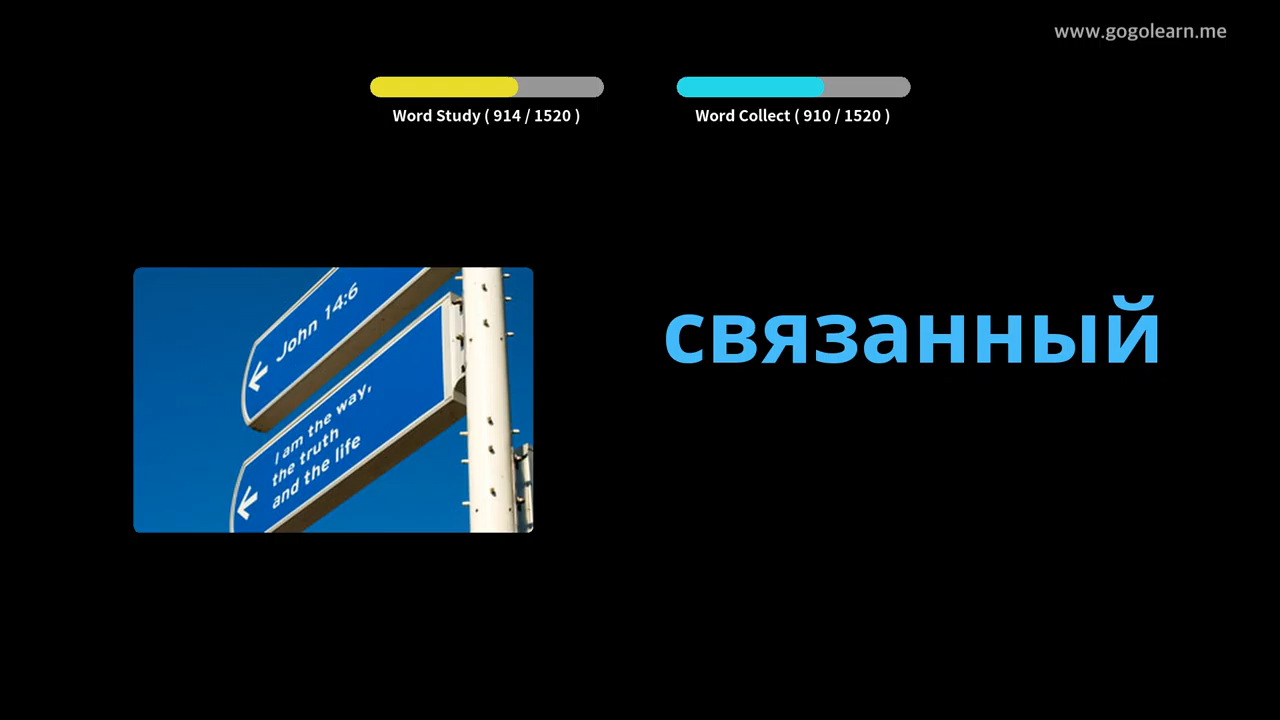 www.gogolearn.me
Word Study ( 914 / 1520 )
Word Collect ( 910 / 1520 )
John 14:6
I am the way,
the truth
and the life
связанный